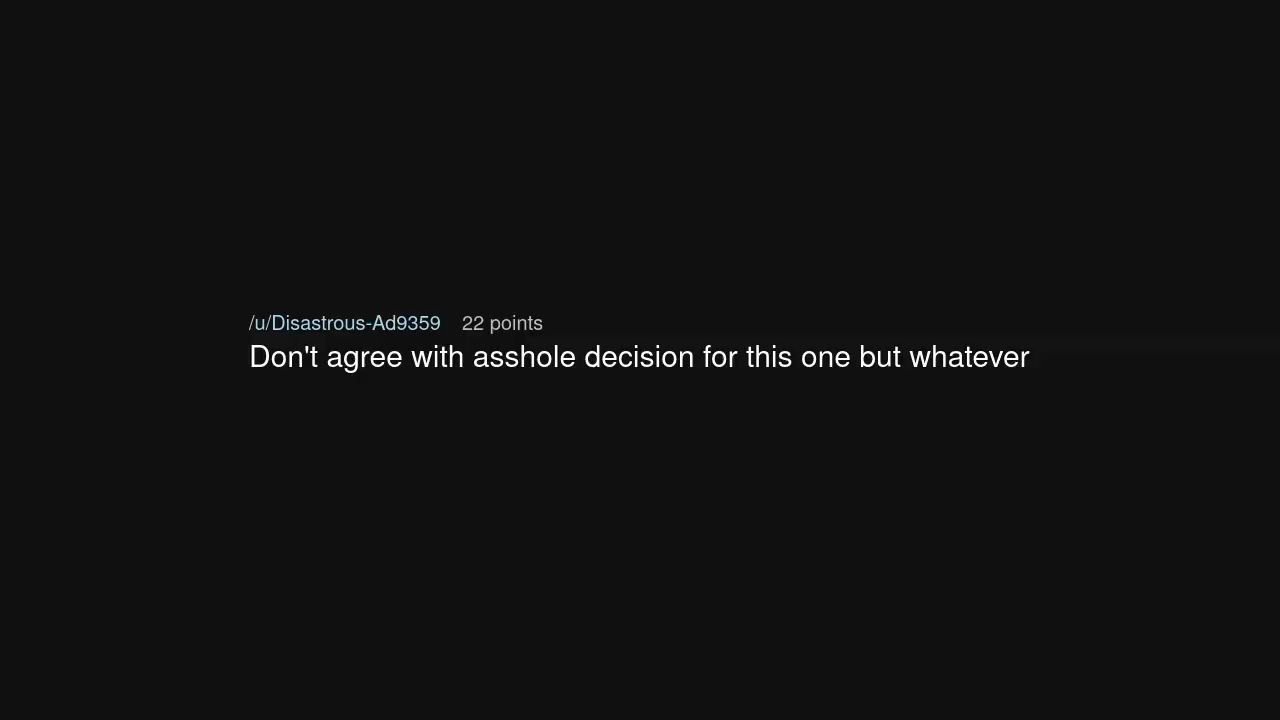 /u/Disastrous-Ad9359 22 points
Don't agree with asshole decision for this one but whatever